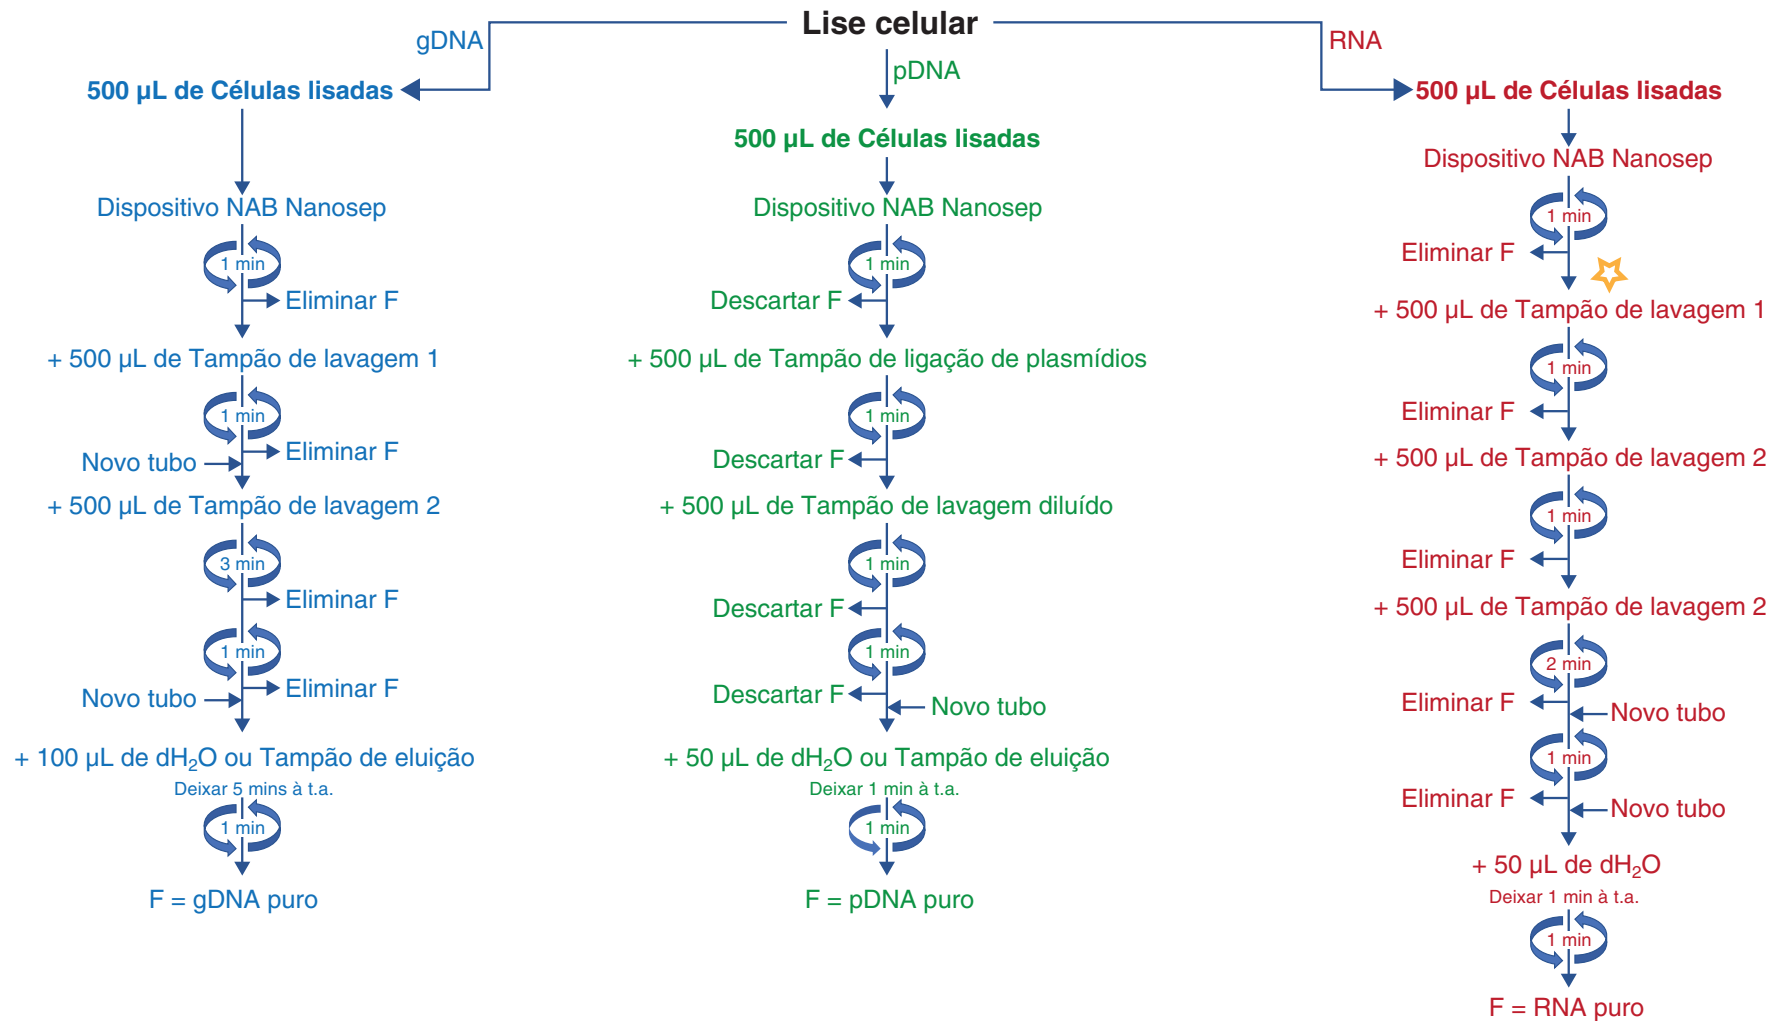 Lise celular
gDNA
500 µL de Células lisadas
Dispositivo NAB Nanosep
1 min
Eliminar F
+ 500 µL de Tampão de lavagem 1
1 min
Eliminar F
Novo tubo
+ 500 µL de Tampão de lavagem 2
3 min
Eliminar F
1 min
Eliminar F
Novo tubo
+ 100 µL de dH₂O ou Tampão de eluição
Deixar 5 mins à t.a.
1 min
F = gDNA puro
pDNA
500 µL de Células lisadas
Dispositivo NAB Nanosep
1 min
Descartar F
+ 500 µL de Tampão de ligação de plasmídios
1 min
Descartar F
+ 500 µL de Tampão de lavagem diluído
1 min
Descartar F
1 min
Descartar F
Novo tubo
+ 50 µL de dH₂O ou Tampão de eluição
Deixar 1 min à t.a.
1 min
F = pDNA puro
RNA
500 µL de Células lisadas
Dispositivo NAB Nanosep
1 min
Eliminar F
+ 500 µL de Tampão de lavagem 1
1 min
Eliminar F
+ 500 µL de Tampão de lavagem 2
1 min
Eliminar F
+ 500 µL de Tampão de lavagem 2
2 min
Eliminar F
Novo tubo
1 min
Eliminar F
Novo tubo
+ 50 µL de dH₂O
Deixar 1 min à t.a.
1 min
F = RNA puro